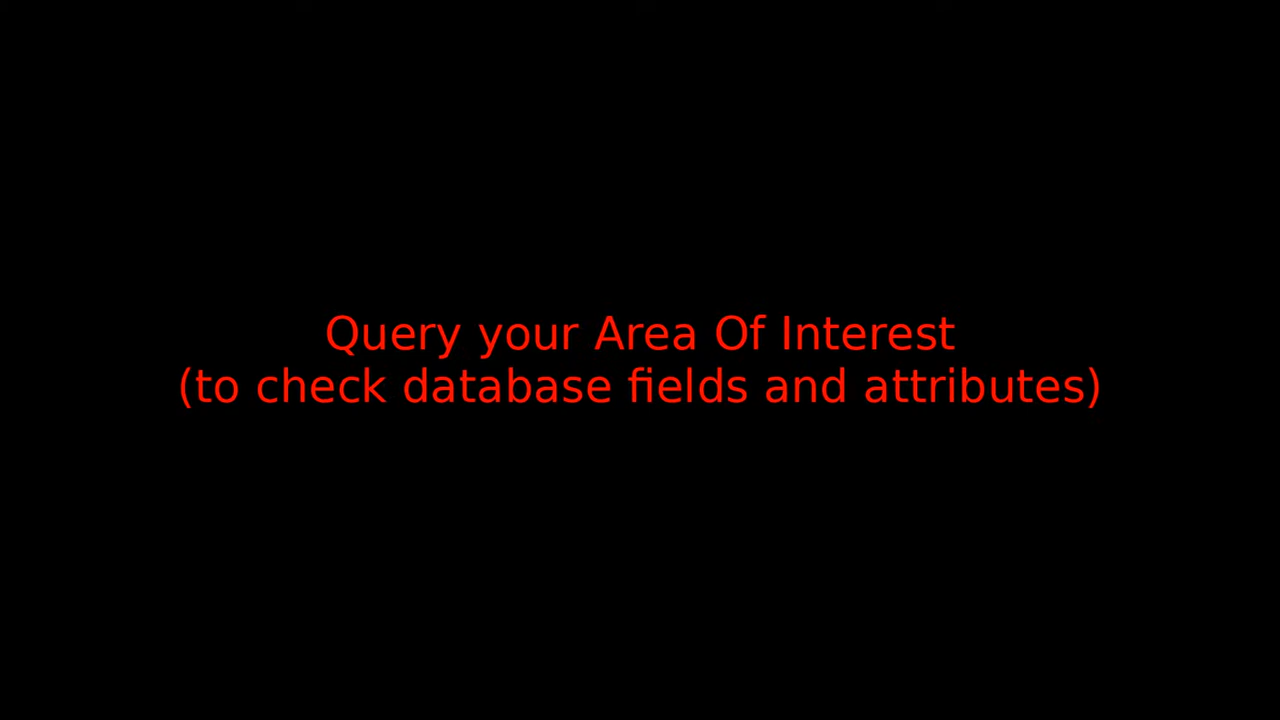 Query your Area Of Interest
(to check database fields and attributes)